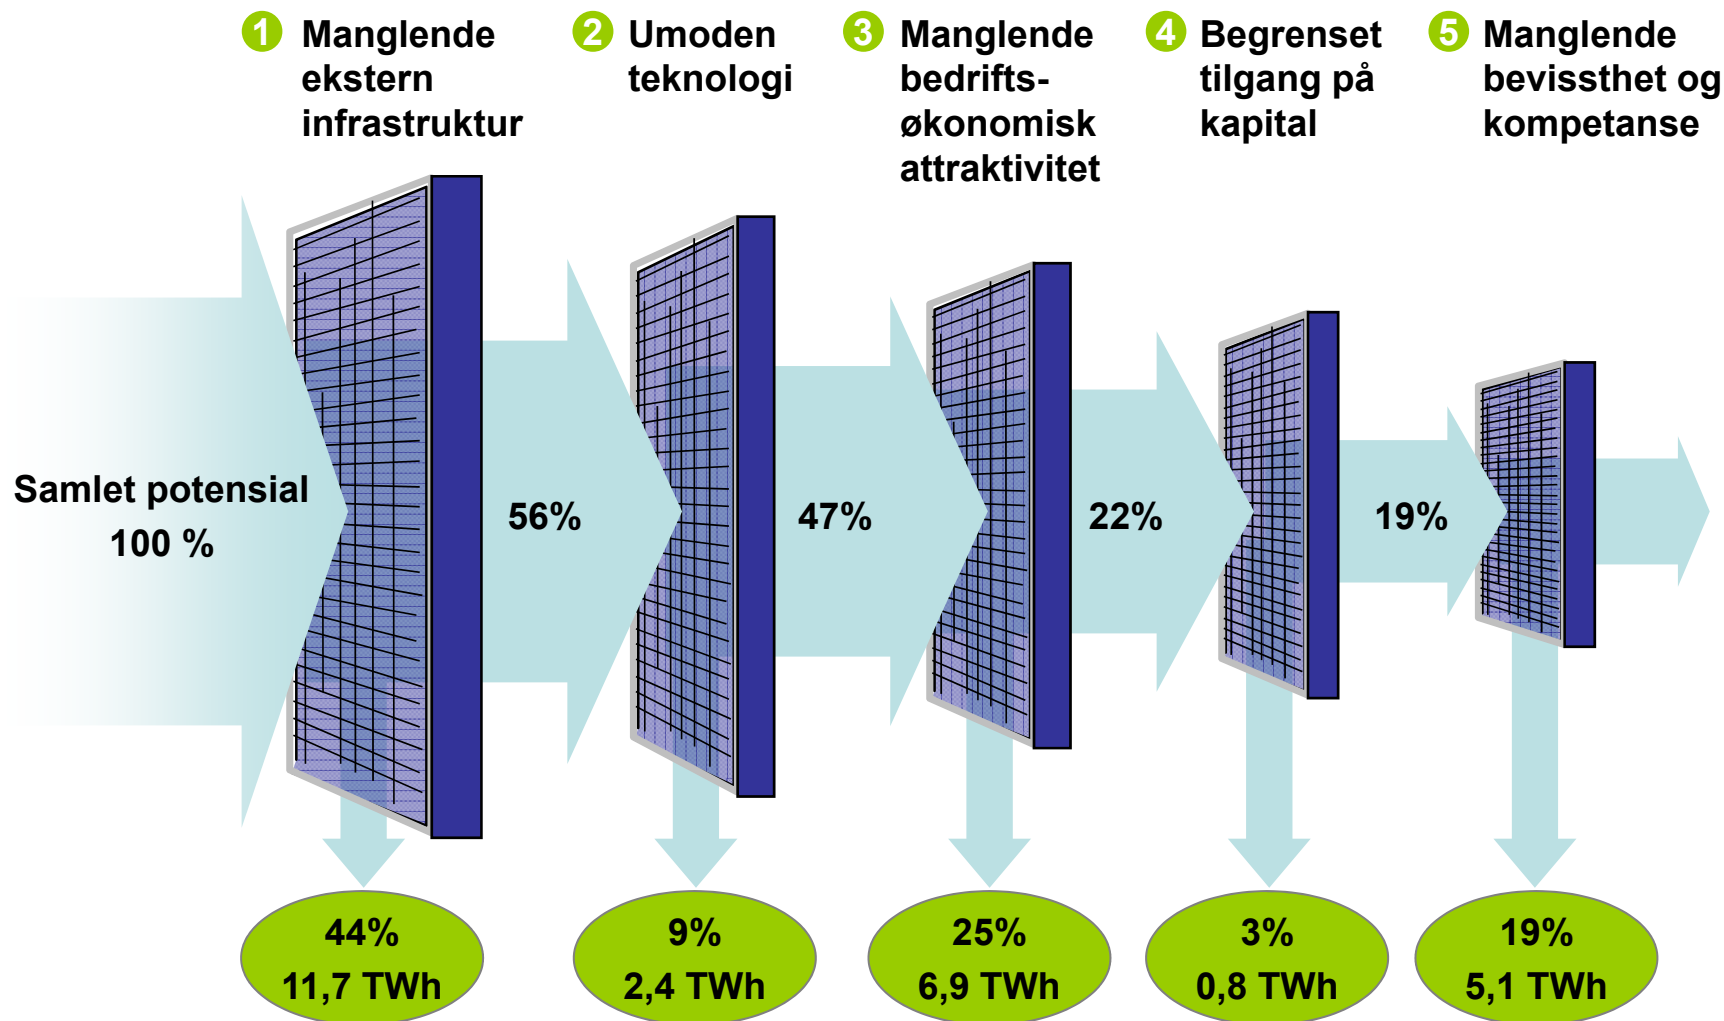 1 Manglende
ekstern
infrastruktur
2 Umoden
teknologi
3 Manglende
bedrifts-
økonomisk
attraktivitet
4 Begrenset
tilgang på
kapital
5 Manglende
bevissthet og
kompetanse
Samlet potensial
100 %
56%
47%
22%
19%
44%
11,7 TWh
9%
2,4 TWh
25%
6,9 TWh
3%
0,8 TWh
19%
5,1 TWh